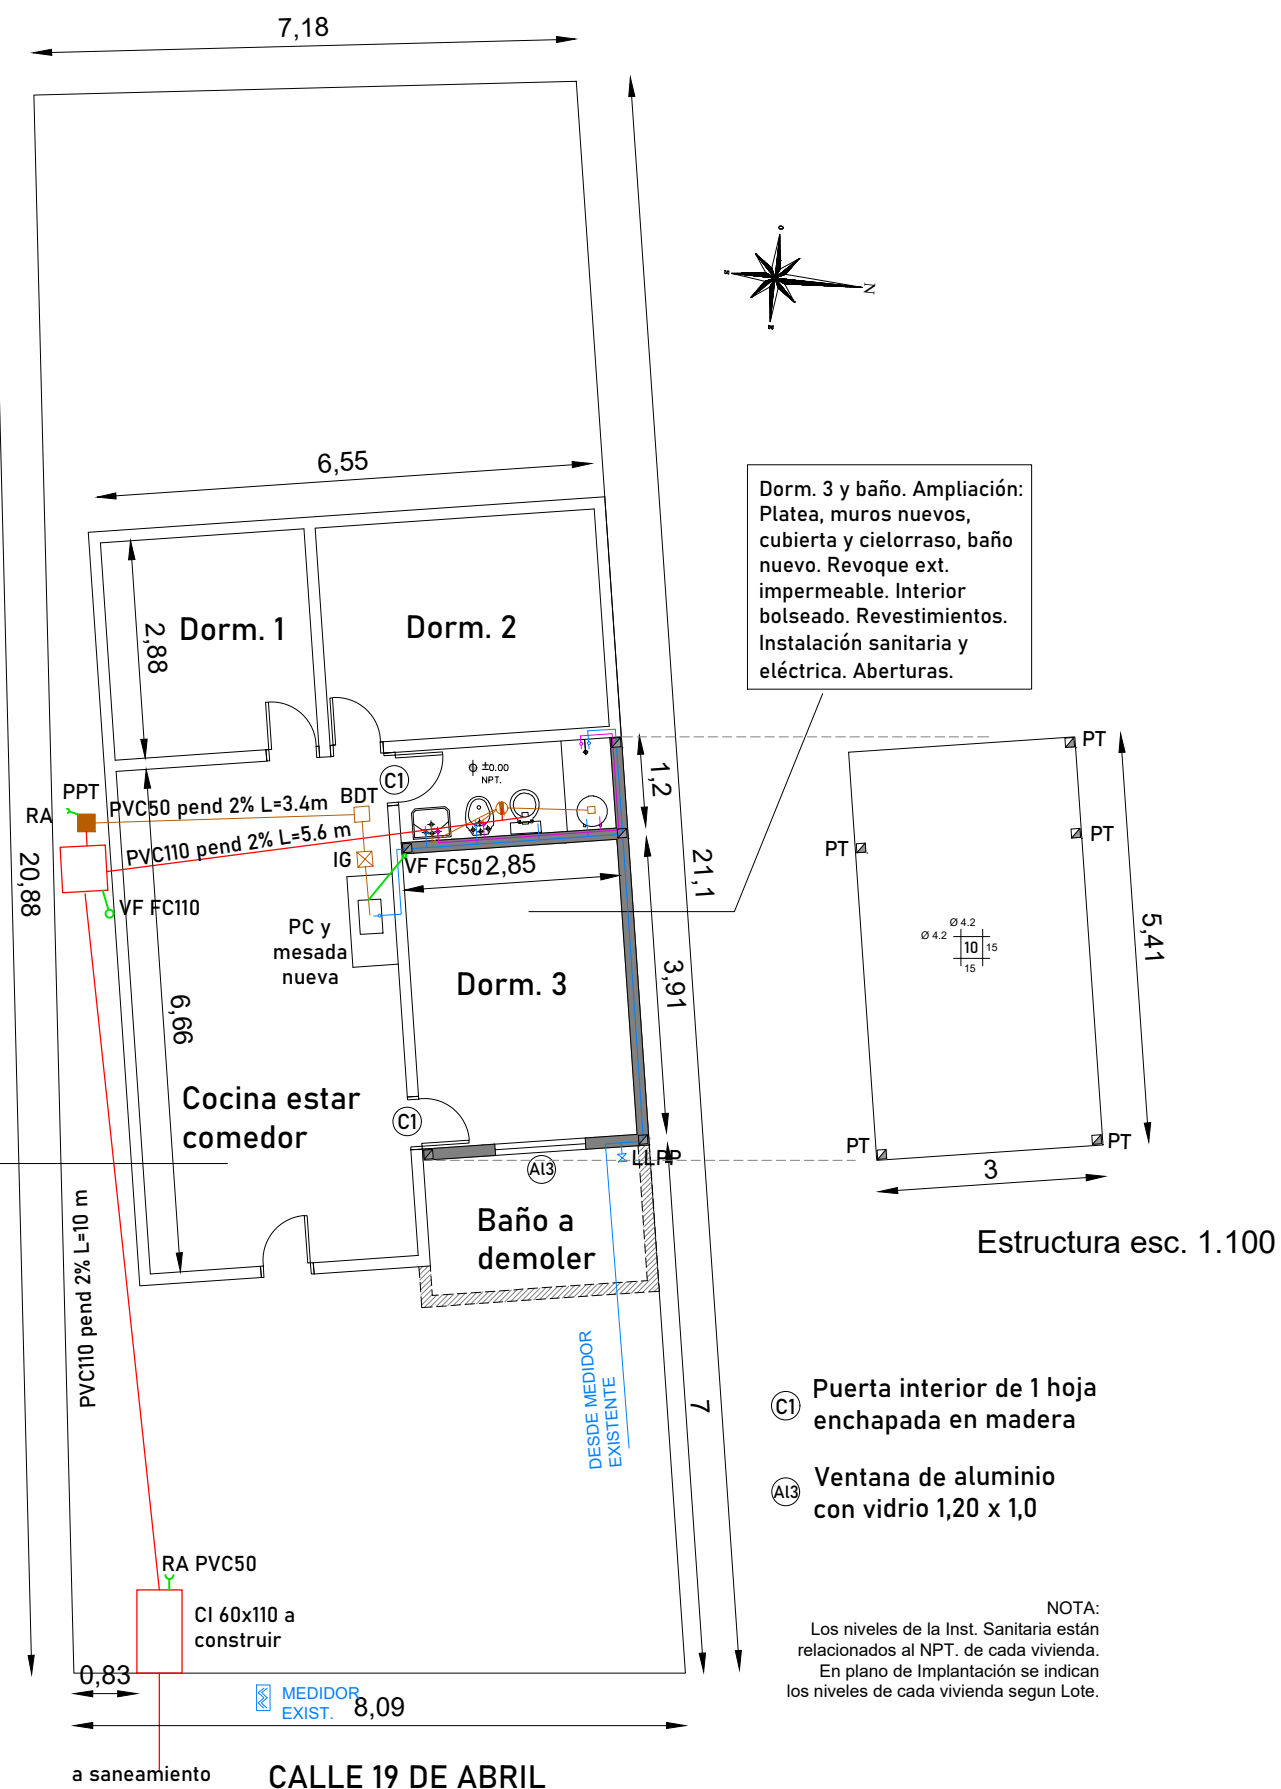 7,18
O
S
N
E
6,55
Dorm. 3 y baño. Ampliación:
Platea, muros nuevos,
cubierta y cielorraso, baño
nuevo. Revoque ext.
impermeable. Interior
bolseado. Revestimientos.
Instalación sanitaria y
eléctrica. Aberturas.
2,88
Dorm. 1
Dorm. 2
PT
±0.00
NPT.
C1
1,2
PPT
RA
PVC50 pend 2% L=3.4m
BDT
PT
PVC110 pend 2% L=5.6 m
IG
VF FC50
2,85
PT
20,88
21,1
VF FC110
PC y
mesada
nueva
Ø 4.2
Ø 4.2
10
15
15
5,41
Dorm. 3
3,91
6,66
Cocina estar
comedor
C1
Al3
LLPP
PT
PT
3
Baño a
demoler
Estructura esc. 1.100
PVC110 pend 2% L=10 m
DESDE MEDIDOR
EXISTENTE
7
C1
Puerta interior de 1 hoja
enchapada en madera
Al3
Ventana de aluminio
con vidrio 1,20 x 1,0
RA PVC50
CI 60x110 a
construir
NOTA:
Los niveles de la Inst. Sanitaria están
relacionados al NPT. de cada vivienda.
En plano de Implantación se indican
los niveles de cada vivienda segun Lote.
0,83
MEDIDOR
EXIST.
8,09
a saneamiento
CALLE 19 DE ABRIL